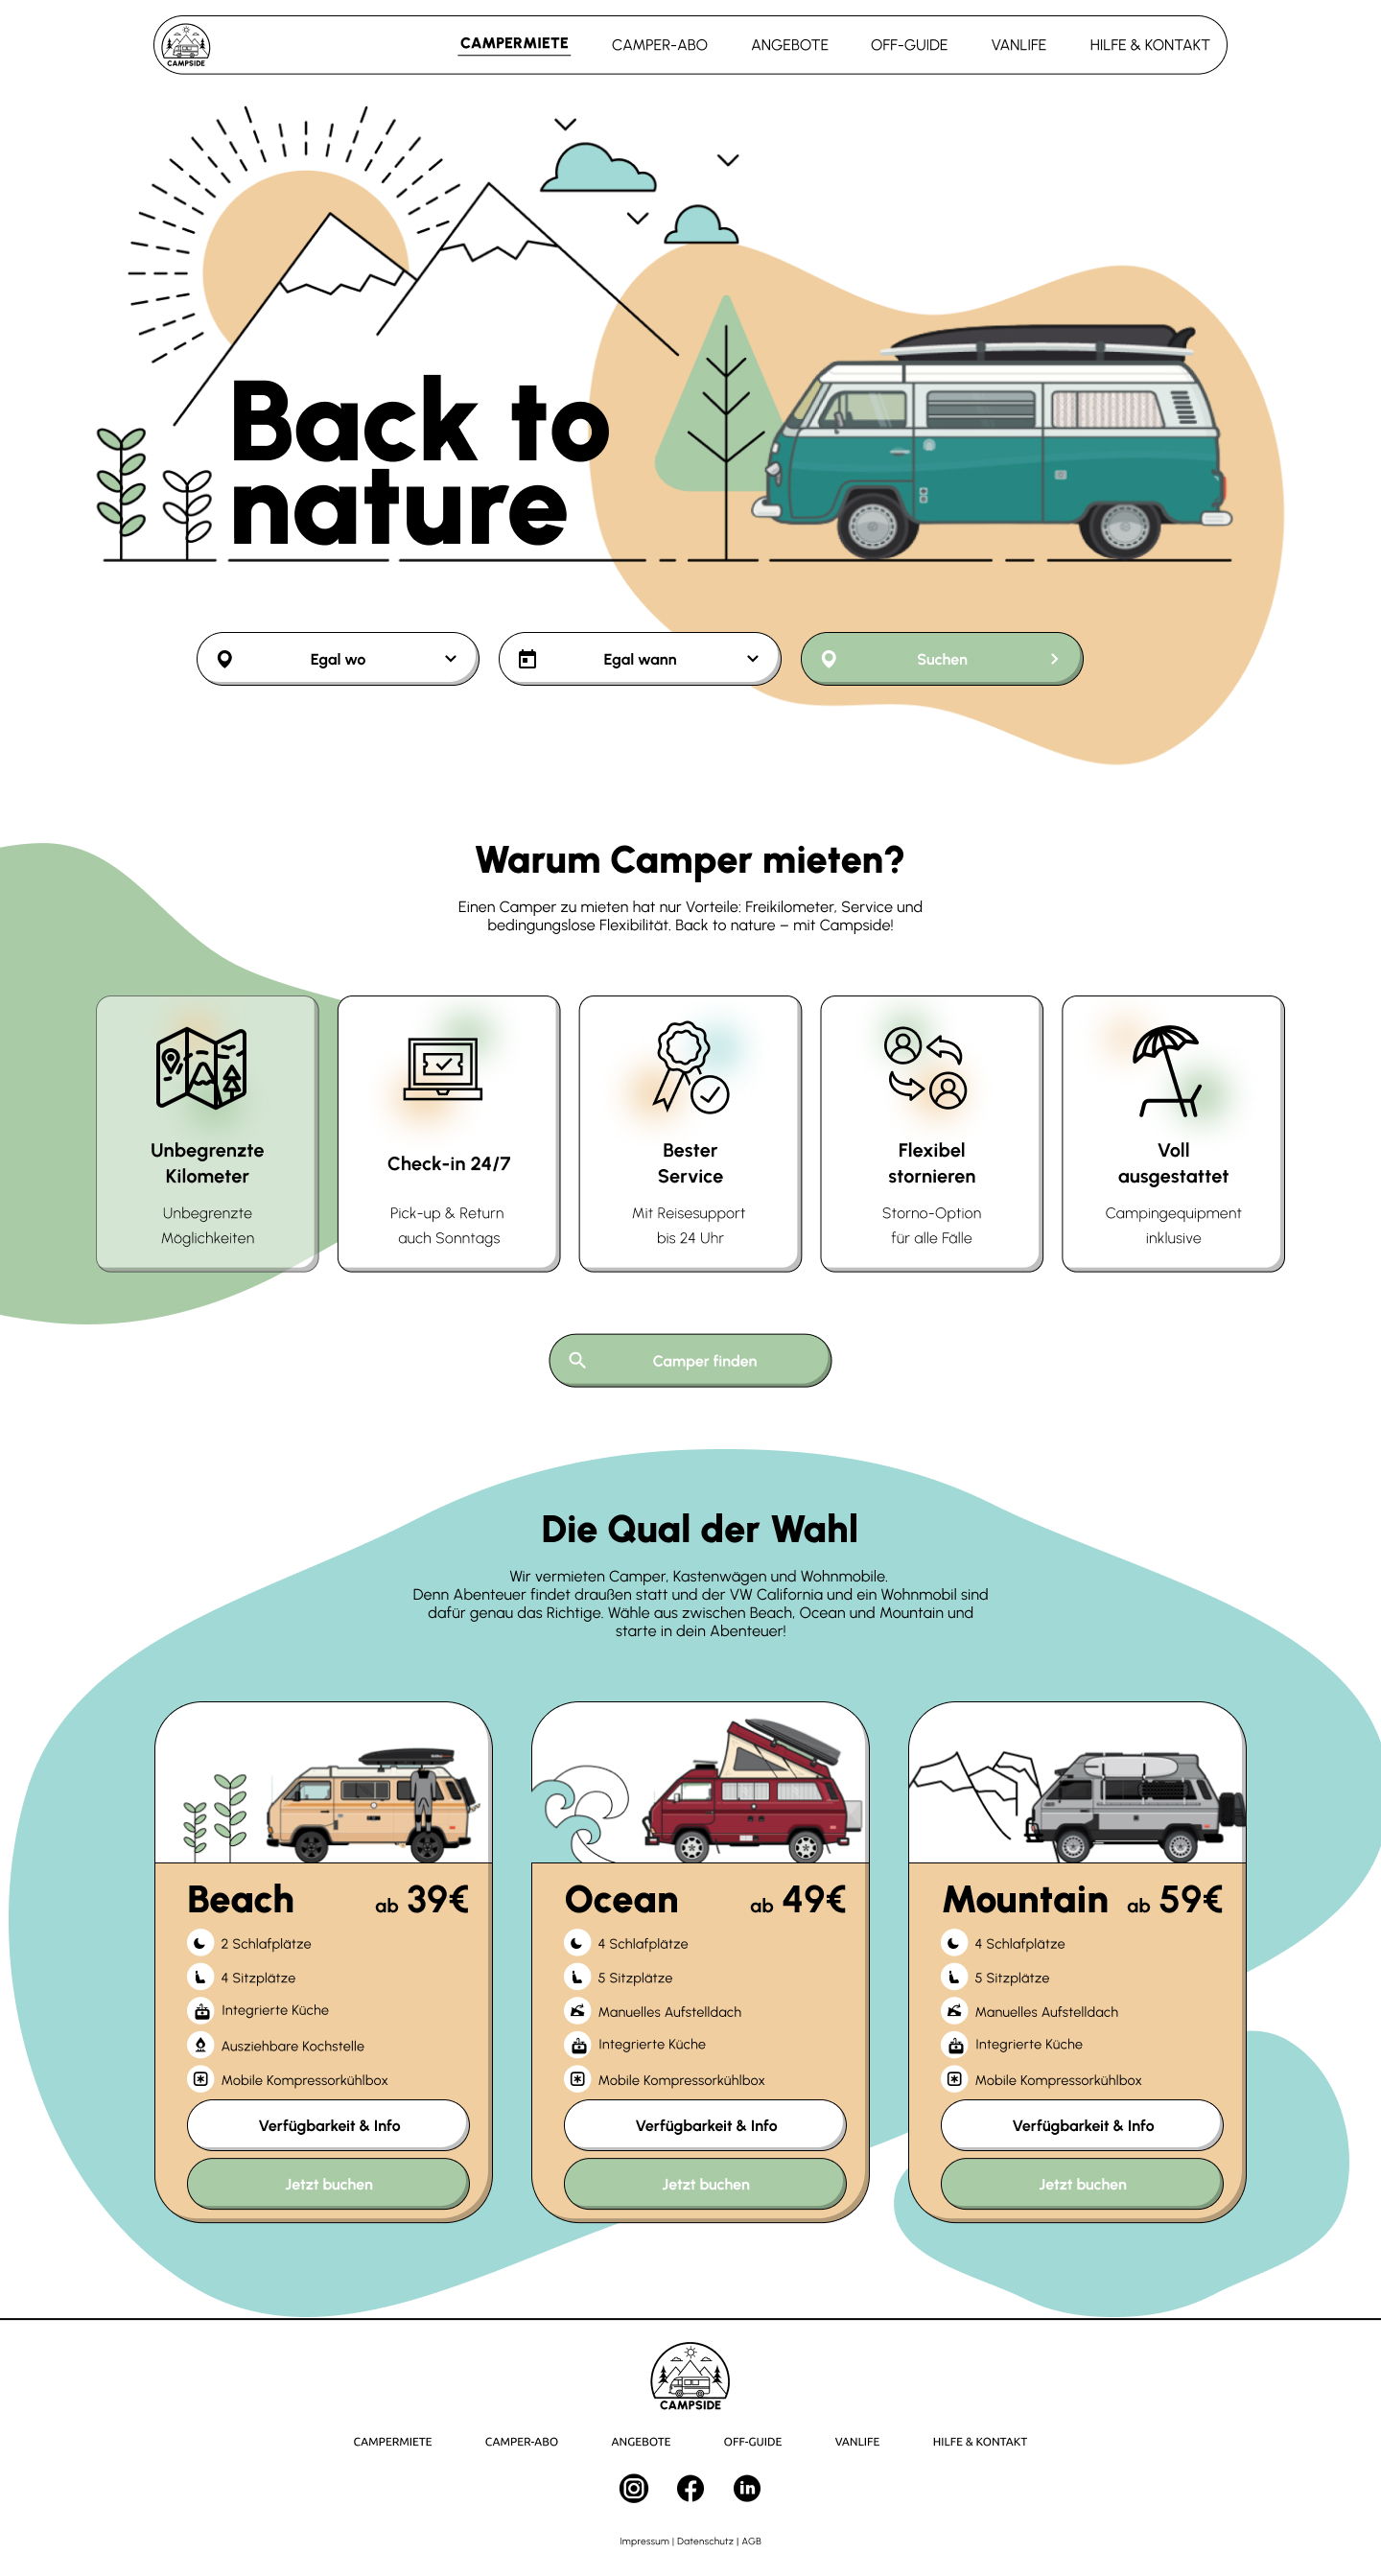 CAMPSIDE
CAMPERMIETE
CAMPER-ABO
ANGEBOTE
OFF-GUIDE
VANLIFE
HILFE & KONTAKT
Back to
nature
Egal wo
Egal wann
Suchen
Warum Camper mieten?
Einen Camper zu mieten hat nur Vorteile: Freikilometer, Service und
bedingungslose Flexibilität. Back to nature – mit Campside!
Unbegrenzte
Kilometer
Unbegrenzte
Möglichkeiten
Check-in 24/7
Pick-up & Return
auch Sonntags
Bester
Service
Mit Reisesupport
bis 24 Uhr
Flexibel
stornieren
Storno-Option
für alle Fälle
Voll
ausgestattet
Campingequipment
inklusive
Camper finden
Die Qual der Wahl
Wir vermieten Camper, Kastenwägen und Wohnmobile.
Denn Abenteuer findet draußen statt und der VW California und ein Wohnmobil sind
dafür genau das Richtige. Wähle aus zwischen Beach, Ocean und Mountain und
starte in dein Abenteuer!
Beach ab 39€
2 Schlafplätze
4 Sitzplätze
Integrierte Küche
Ausziehbare Kochstelle
Mobile Kompressorkühlbox
Verfügbarkeit & Info
Jetzt buchen
Ocean ab 49€
4 Schlafplätze
5 Sitzplätze
Manuelles Aufstelldach
Integrierte Küche
Mobile Kompressorkühlbox
Verfügbarkeit & Info
Jetzt buchen
Mountain ab 59€
4 Schlafplätze
5 Sitzplätze
Manuelles Aufstelldach
Integrierte Küche
Mobile Kompressorkühlbox
Verfügbarkeit & Info
Jetzt buchen
CAMPSIDE
CAMPERMIETE
CAMPER-ABO
ANGEBOTE
OFF-GUIDE
VANLIFE
HILFE & KONTAKT
Impressum | Datenschutz | AGB